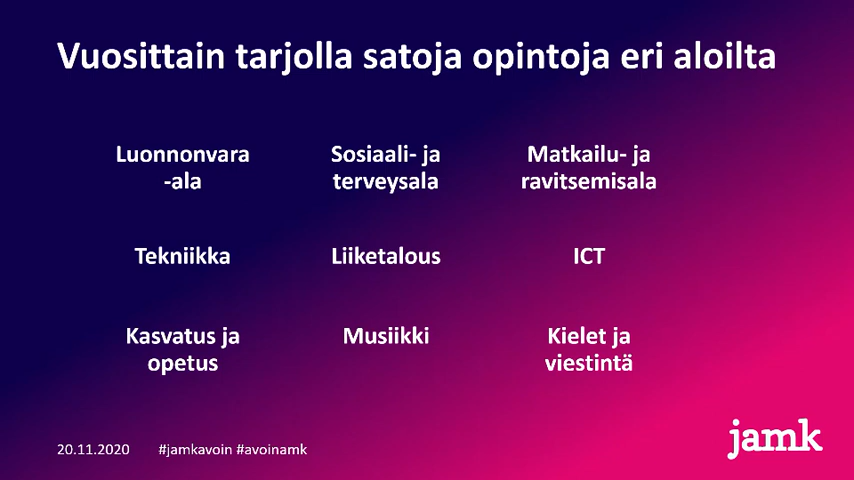 Vuosittain tarjolla satoja opintoja eri aloilta
Luonnonvara
-ala
Sosiaali- ja
terveysala
Matkailu- ja
ravitsemisala
Tekniikka
Liiketalous
ICT
Kasvatus ja
opetus
Musiikki
Kielet ja
viestintä
20.11.2020 #jamkavoin #avoinamk
jamk